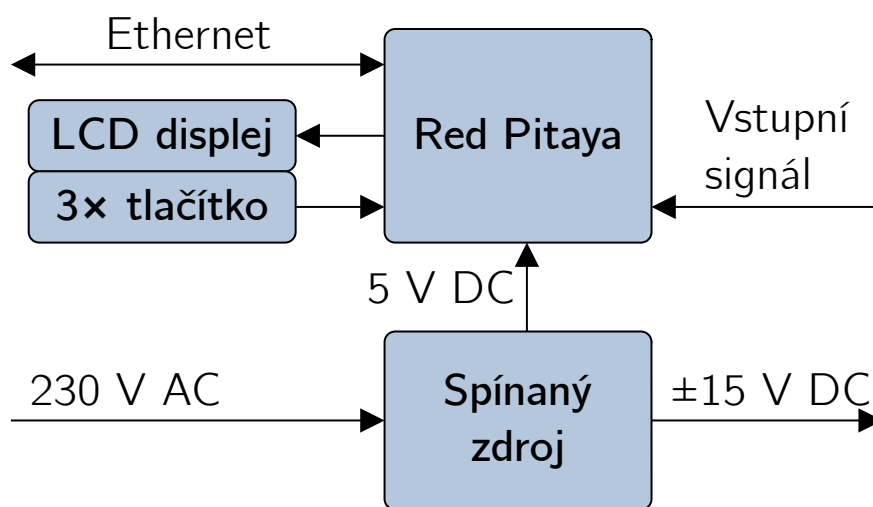 Ethernet
LCD displej
3× tlačítko
Red Pitaya
Vstupní
signál
5 V DC
230 V AC
Spínaný
zdroj
±15 V DC